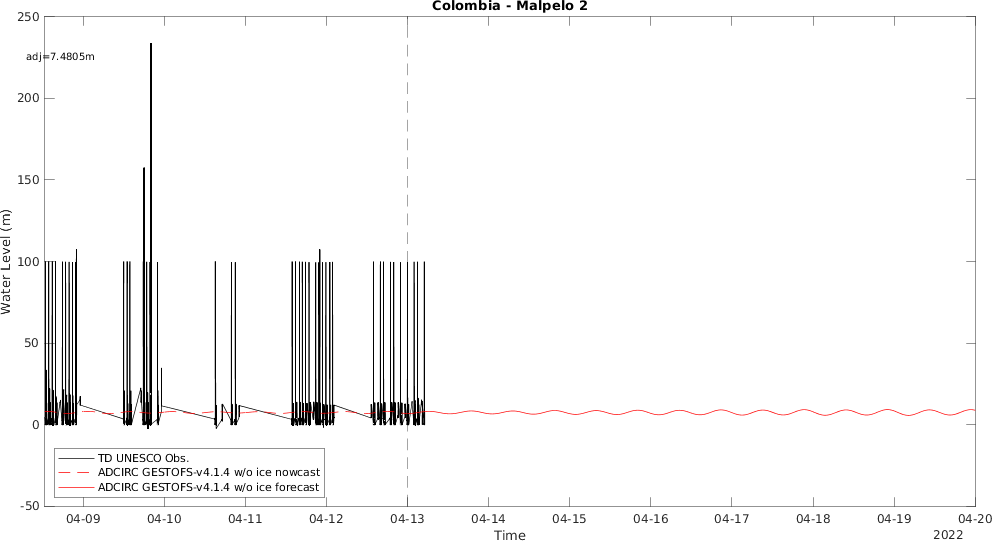 Colombia - Malpelo 2
adj=7.4805m
Water Level (m)
250
200
150
100
50
0
-50
TD UNESCO Obs.
ADCIRC GESTOFS-v4.1.4 w/o ice nowcast
ADCIRC GESTOFS-v4.1.4 w/o ice forecast
04-09 04-10 04-11 04-12 04-13 04-14 04-15 04-16 04-17 04-18 04-19 04-20
Time
2022